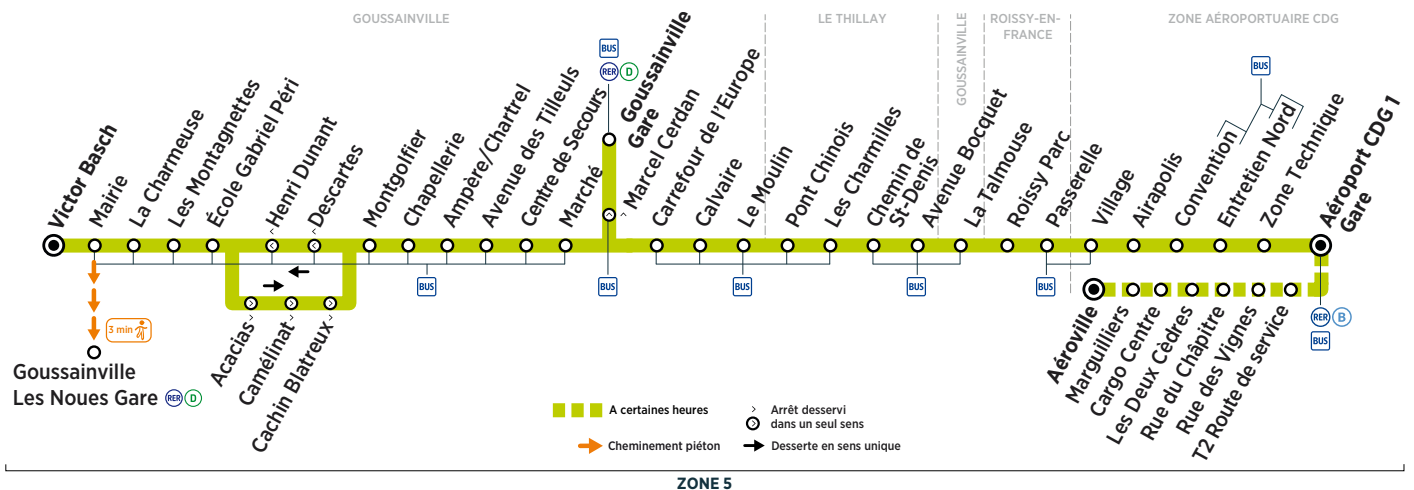 GOUSSAINVILLE
LE THILLAY
GOUSSAINVILLE
ROISSY-EN-
FRANCE
ZONE AÉROPORTUAIRE CDG
BUS
RER D
BUS
Victor Basch
Mairie
La Charmeuse
Les Montagnettes
École Gabriel Péri
Henri Dunant
Descartes
Montgolfier
Chapellerie
Ampère/Chartrel
Avenue des Tilleuls
Centre de Secours
Marché
Goussainville
Gare
Marcel Cerdan
Carrefour de l'Europe
Calvaire
Le Moulin
Pont Chinois
Les Charmilles
Chemin de
St-Denis
Avenue Bocquet
La Talmouse
Roissy Parc
Passerelle
Village
Airapolis
Convention
Entretien Nord
Zone Technique
Aéroport CDG 1
Gare
BUS
BUS
BUS
BUS
BUS
3 min
Acacias
Camélinat
Cachin Blatreux
Aéroville
Marguilliers
Cargo Centre
Les Deux Cèdres
Rue du Châpitre
Rue des Vignes
T2 Route de service
RER B
BUS
Goussainville
Les Noues Gare RER D
A certaines heures
Arrêt desservi
dans un seul sens
Cheminement piéton
Desserte en sens unique
ZONE 5